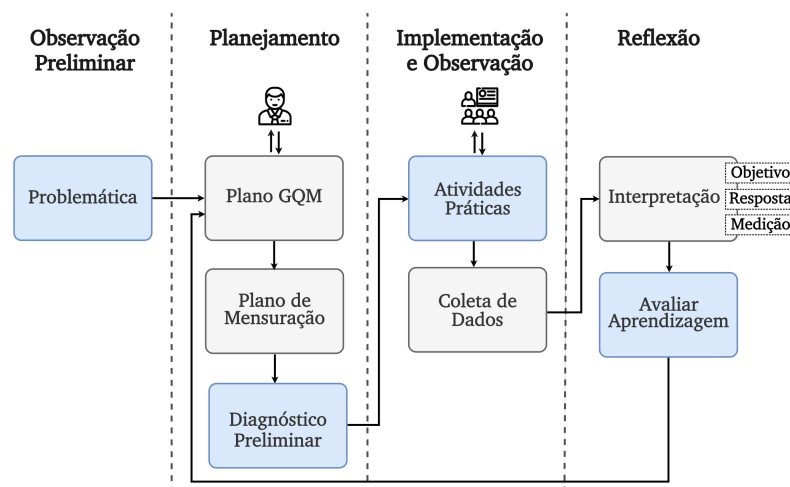 Observação
Preliminar
Planejamento
Implementação
e Observação
Reflexão
Problemática
Plano GQM
Plano de
Mensuração
Diagnóstico
Preliminar
Atividades
Práticas
Coleta de
Dados
Interpretação
Objetivo
Resposta
Medição
Avaliar
Aprendizagem